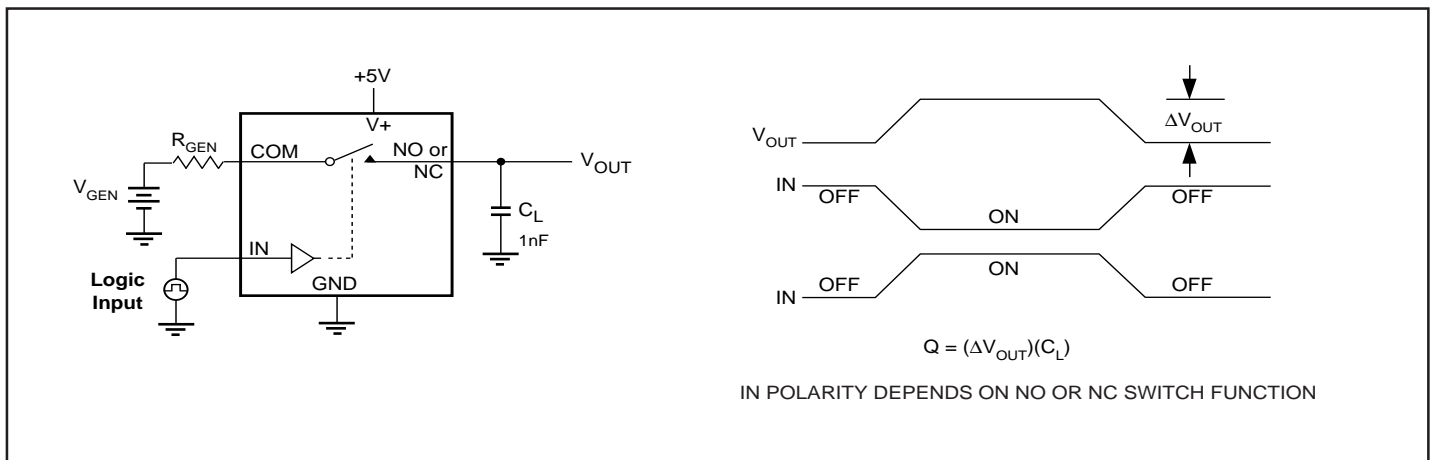 +5V
V+
R_GEN
COM
NO or
NC
V_OUT
V_GEN
C_L
1nF
IN
Logic
Input
GND
ΔV_OUT
V_OUT
IN
OFF
ON
OFF
IN
OFF
ON
OFF
Q = (ΔV_OUT)(C_L)
IN POLARITY DEPENDS ON NO OR NC SWITCH FUNCTION